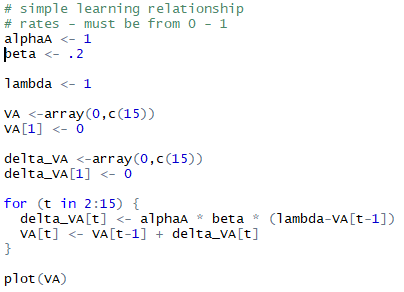 # simple learning relationship
# rates - must be from 0 - 1
alphaA <- 1
beta <- .2
lambda <- 1
VA <-array(0,c(15))
VA[1] <- 0
delta_VA <-array(0,c(15))
delta_VA[1] <- 0
for (t in 2:15) {
  delta_VA[t] <- alphaA * beta * (lambda-VA[t-1])
  VA[t] <- VA[t-1] + delta_VA[t]
}
plot(VA)